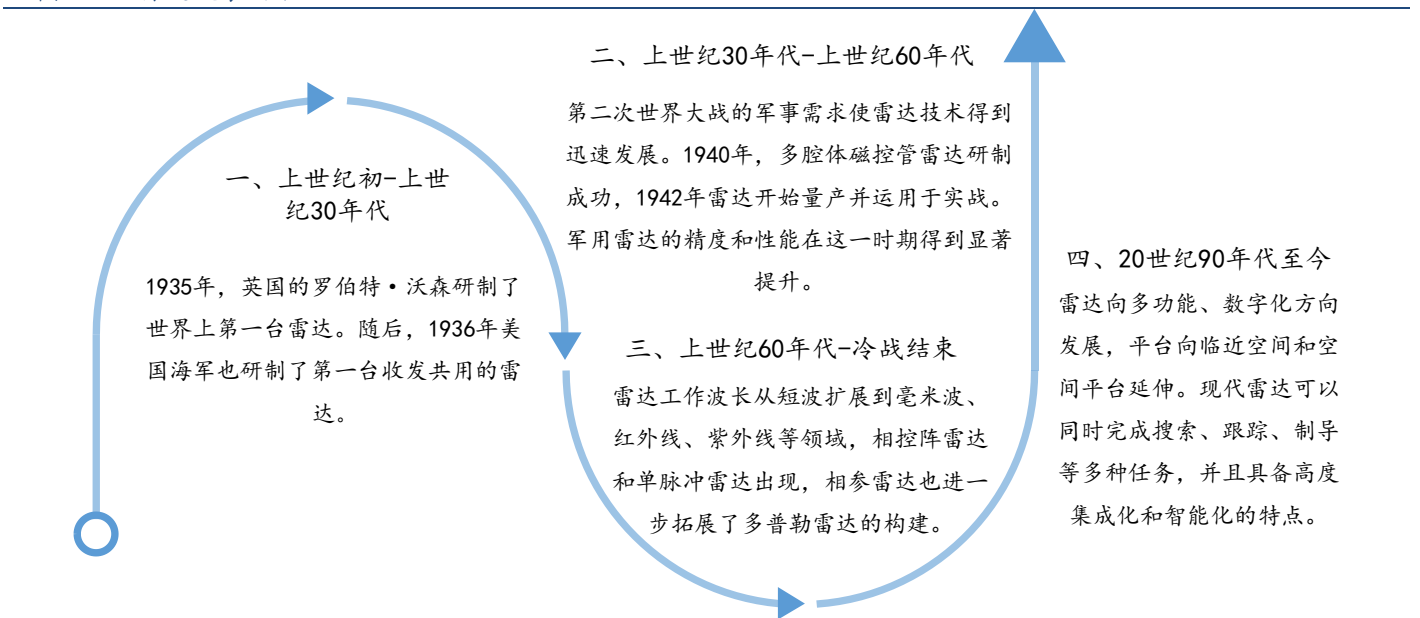 一、上世纪初-上世
纪30年代
1935年，英国的罗伯特·沃森研制了
世界上第一台雷达。随后，1936年美
国海军也研制了第一台收发共用的雷
达。
二、上世纪30年代-上世纪60年代
第二次世界大战的军事需求使雷达技术得到
迅速发展。1940年，多腔体磁控管雷达研制
成功，1942年雷达开始量产并运用于实战。
军用雷达的精度和性能在这一时期得到显著
提升。
三、上世纪60年代-冷战结束
雷达工作波长从短波扩展到毫米波、
红外线、紫外线等领域，相控阵雷达
和单脉冲雷达出现，相参雷达也进一
步拓展了多普勒雷达的构建。
四、20世纪90年代至今
雷达向多功能、数字化方向
发展，平台向临近空间和空
间平台延伸。现代雷达可以
同时完成搜索、跟踪、制导
等多种任务，并且具备高度
集成化和智能化的特点。